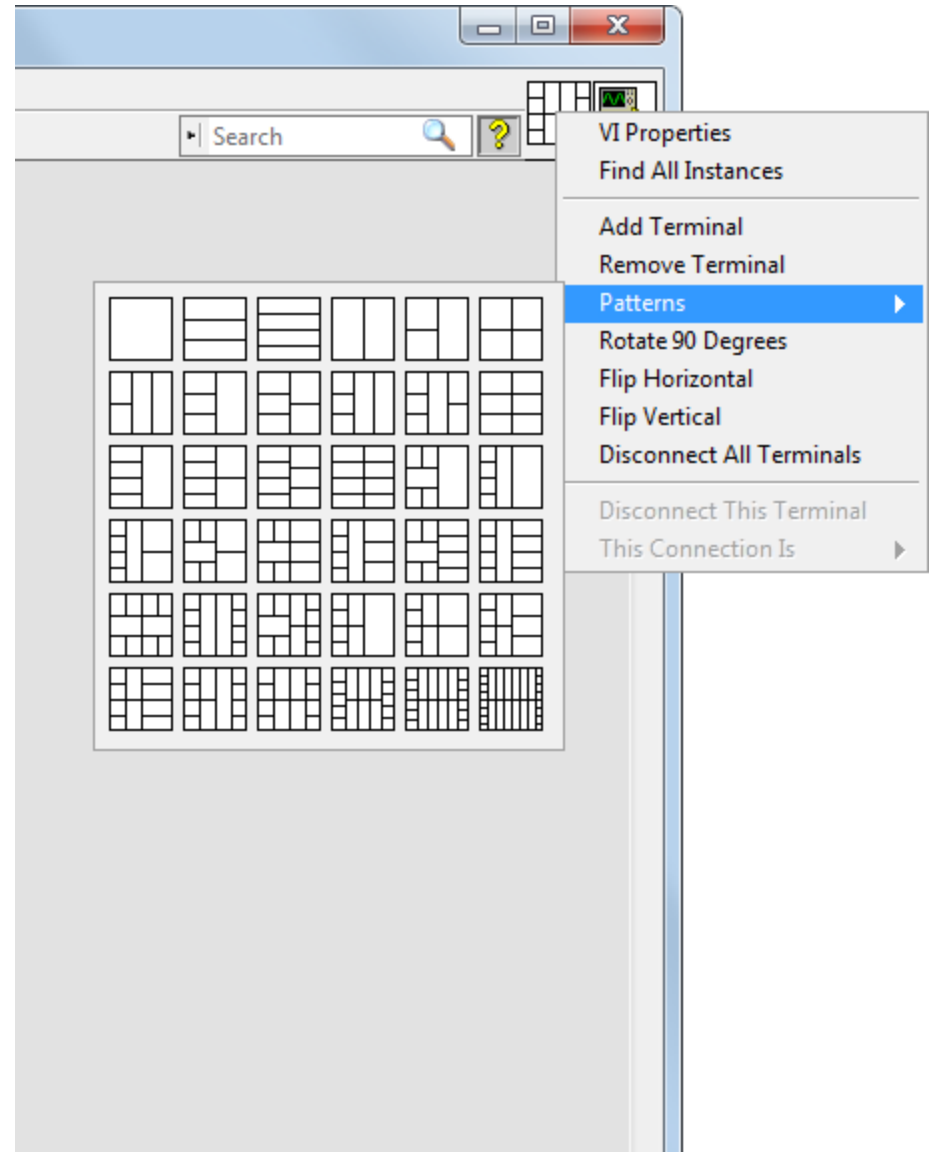 Search
VI Properties
Find All Instances
Add Terminal
Remove Terminal
Patterns
Rotate 90 Degrees
Flip Horizontal
Flip Vertical
Disconnect All Terminals
Disconnect This Terminal
This Connection Is